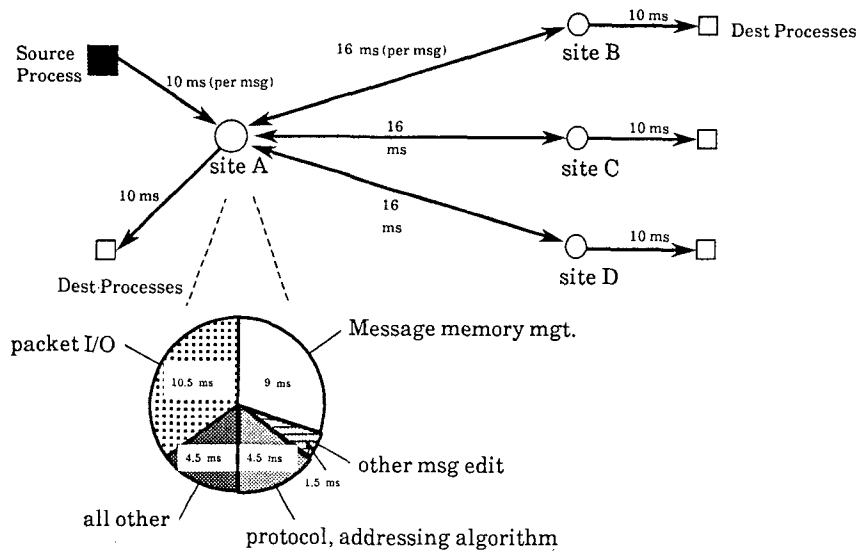 Source
Process
10 ms (per msg)
16 ms (per msg)
10 ms
Dest Processes
site B
site A
16
ms
10 ms
site C
10 ms
16
ms
10 ms
site D
Dest Processes
packet I/O
Message memory mgt.
10.5 ms
9 ms
4.5 ms
4.5 ms
1.5 ms
other msg edit
all other
protocol, addressing algorithm